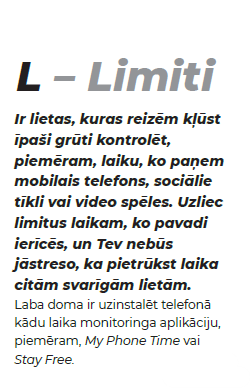 L – Limiti
Ir lietas, kuras reizēm kļūst
īpaši grūti kontrolēt,
piemēram, laiku, ko paņem
mobilais telefons, sociālie
tīkli vai video spēles. Uzliec
limitus laikam, ko pavadi
ierīcēs, un Tev nebūs
jāstreso, ka pietrūkst laika
citām svarīgām lietām.
Laba doma ir uzinstalēt telefonā
kādu laika monitoringa aplikāciju,
piemēram, My Phone Time vai
Stay Free.